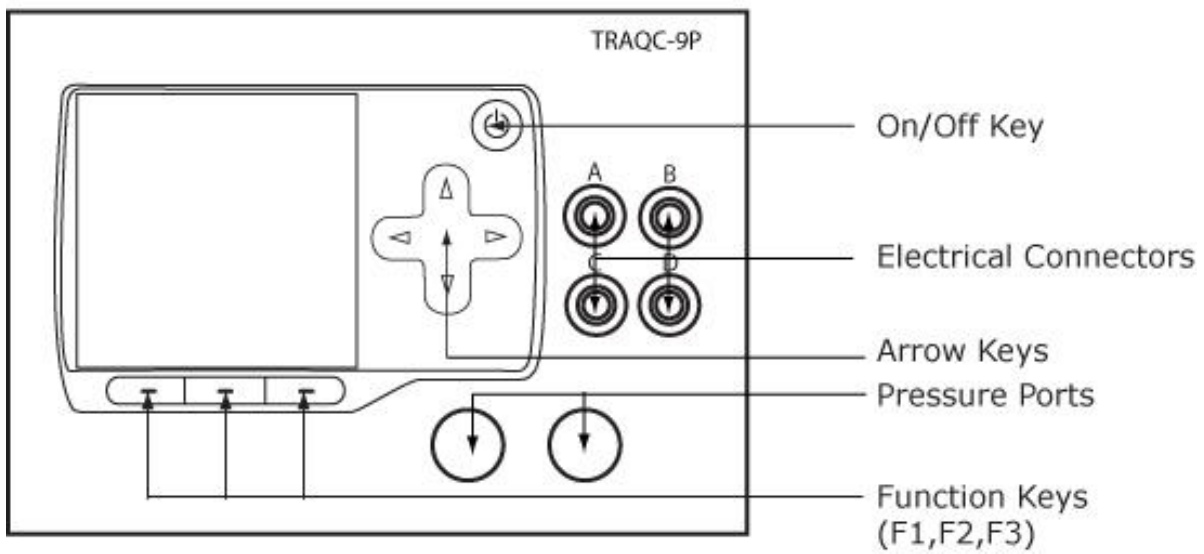 TRAQC-9P
On/Off Key
A B
Electrical Connectors
C D
Arrow Keys
Pressure Ports
Function Keys
(F1,F2,F3)